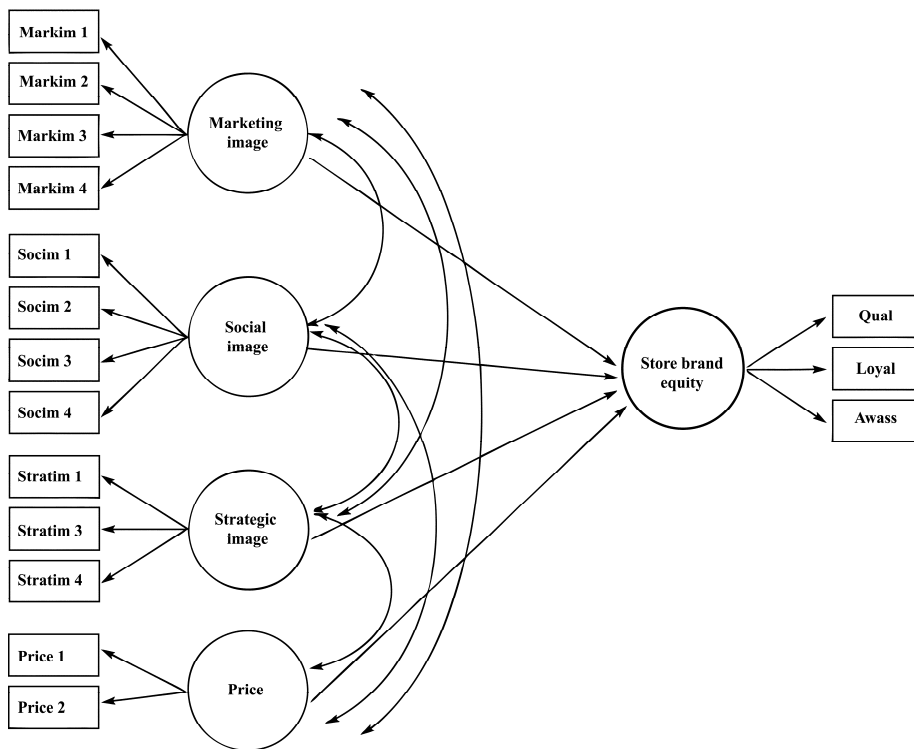 Markim 1
Markim 2
Markim 3
Markim 4
Marketing
image
Socim 1
Socim 2
Socim 3
Socim 4
Social
image
Stratim 1
Stratim 3
Stratim 4
Strategic
image
Price 1
Price 2
Price
Store brand
equity
Qual
Loyal
Awass